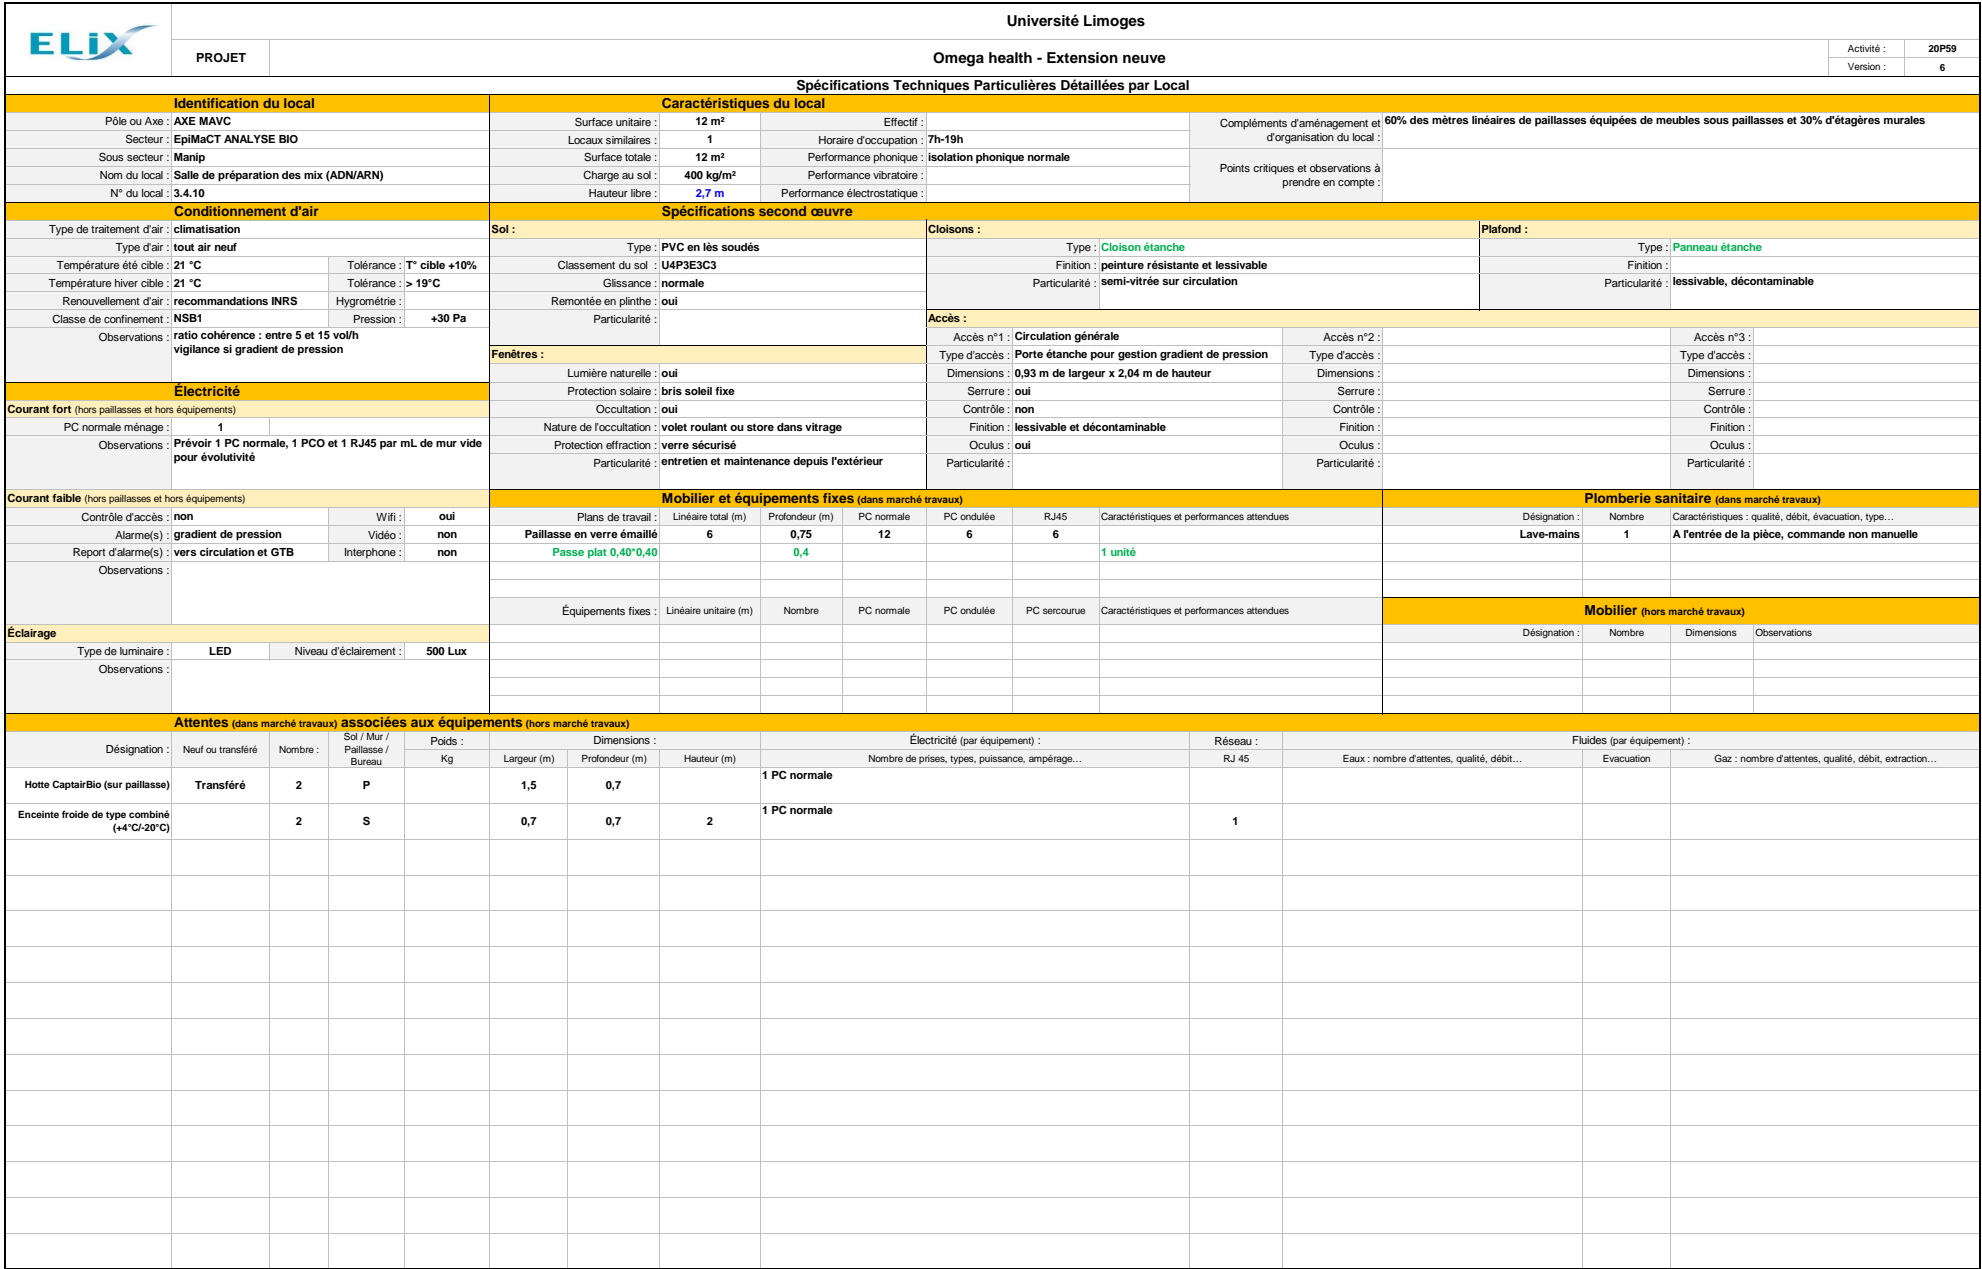 ELiX
Université Limoges
PROJET
Omega health - Extension neuve
Activité : 20P59
Version : 6
Spécifications Techniques Particulières Détaillées par Local
Identification du local
Pôle ou Axe : AXE MAVC
Secteur : EpiMaCT ANALYSE BIO
Sous secteur : Manip
Nom du local : Salle de préparation des mix (ADN/ARN)
N° du local : 3.4.10
Caractéristiques du local
Surface unitaire : 12 m²
Locaux similaires : 1
Surface totale : 12 m²
Charge au sol : 400 kg/m²
Hauteur libre : 2,7 m
Effectif :
Horaire d'occupation : 7h-19h
Performance phonique : isolation phonique normale
Performance vibratoire :
Performance électrostatique :
Compléments d'aménagement et d'organisation du local : 60% des mètres linéaires de paillasses équipées de meubles sous paillasses et 30% d'étagères murales
Points critiques et observations à prendre en compte :
Conditionnement d'air
Type de traitement d'air : climatisation
Type d'air : tout air neuf
Température été cible : 21 °C Tolérance : T° cible +10%
Température hiver cible : 21 °C Tolérance : > 19°C
Renouvellement d'air : recommandations INRS Hygrométrie :
Classe de confinement : NSB1 Pression : +30 Pa
Observations : ratio cohérence : entre 5 et 15 vol/h
vigilance si gradient de pression
Spécifications second œuvre
Sol :
Type : PVC en lès soudés
Classement du sol : U4P3E3C3
Glissance : normale
Remontée en plinthe : oui
Particularité :
Cloisons :
Type : Cloison étanche
Finition : peinture résistante et lessivable
Particularité : semi-vitrée sur circulation
Plafond :
Type : Panneau étanche
Finition :
Particularité : lessivable, décontaminable
Fenêtres :
Lumière naturelle : oui
Protection solaire : bris soleil fixe
Occultation : oui
Nature de l'occultation : volet roulant ou store dans vitrage
Protection effraction : verre sécurisé
Particularité : entretien et maintenance depuis l'extérieur
Accès :
Accès n°1 : Circulation générale
Type d'accès : Porte étanche pour gestion gradient de pression
Dimensions : 0,93 m de largeur x 2,04 m de hauteur
Serrure : oui
Contrôle : non
Finition : lessivable et décontaminable
Oculus : oui
Particularité :
Accès n°2 :
Type d'accès :
Dimensions :
Serrure :
Contrôle :
Finition :
Oculus :
Particularité :
Accès n°3 :
Type d'accès :
Dimensions :
Serrure :
Contrôle :
Finition :
Oculus :
Particularité :
Électricité
Courant fort (hors paillasses et hors équipements)
PC normale ménage : 1
Observations : Prévoir 1 PC normale, 1 PCO et 1 RJ45 par mL de mur vide
pour évolutivité
Courant faible (hors paillasses et hors équipements)
Contrôle d'accès : non Wifi : oui
Alarme(s) : gradient de pression Vidéo : non
Report d'alarme(s) : vers circulation et GTB Interphone : non
Observations :
Éclairage
Type de luminaire : LED Niveau d'éclairement : 500 Lux
Observations :
Mobilier et équipements fixes (dans marché travaux)
Plans de travail : Linéaire total (m) Profondeur (m) PC normale PC ondulée RJ45 Caractéristiques et performances attendues
Paillasse en verre émaillé 6 0,75 12 6 6
Passe plat 0,40*0,40 0,4 1 unité
Équipements fixes : Linéaire unitaire (m) Nombre PC normale PC ondulée PC sercourue Caractéristiques et performances attendues
Plomberie sanitaire (dans marché travaux)
Désignation : Nombre Caractéristiques : qualité, débit, évacuation, type…
Lave-mains 1 A l'entrée de la pièce, commande non manuelle
Mobilier (hors marché travaux)
Désignation : Nombre Dimensions Observations
Attentes (dans marché travaux) associées aux équipements (hors marché travaux)
Désignation : Neuf ou transféré Nombre : Sol / Mur / Paillasse / Bureau Poids : Kg Dimensions : Largeur (m) Profondeur (m) Hauteur (m) Électricité (par équipement) : Nombre de prises, types, puissance, ampérage… Réseau : RJ 45 Fluides (par équipement) : Eaux : nombre d'attentes, qualité, débit… Evacuation Gaz : nombre d'attentes, qualité, débit, extraction…
Hotte CaptairBio (sur paillasse) Transféré 2 P 1,5 0,7 1 PC normale
Enceinte froide de type combiné (+4°C/-20°C) 2 S 0,7 0,7 2 1 PC normale 1